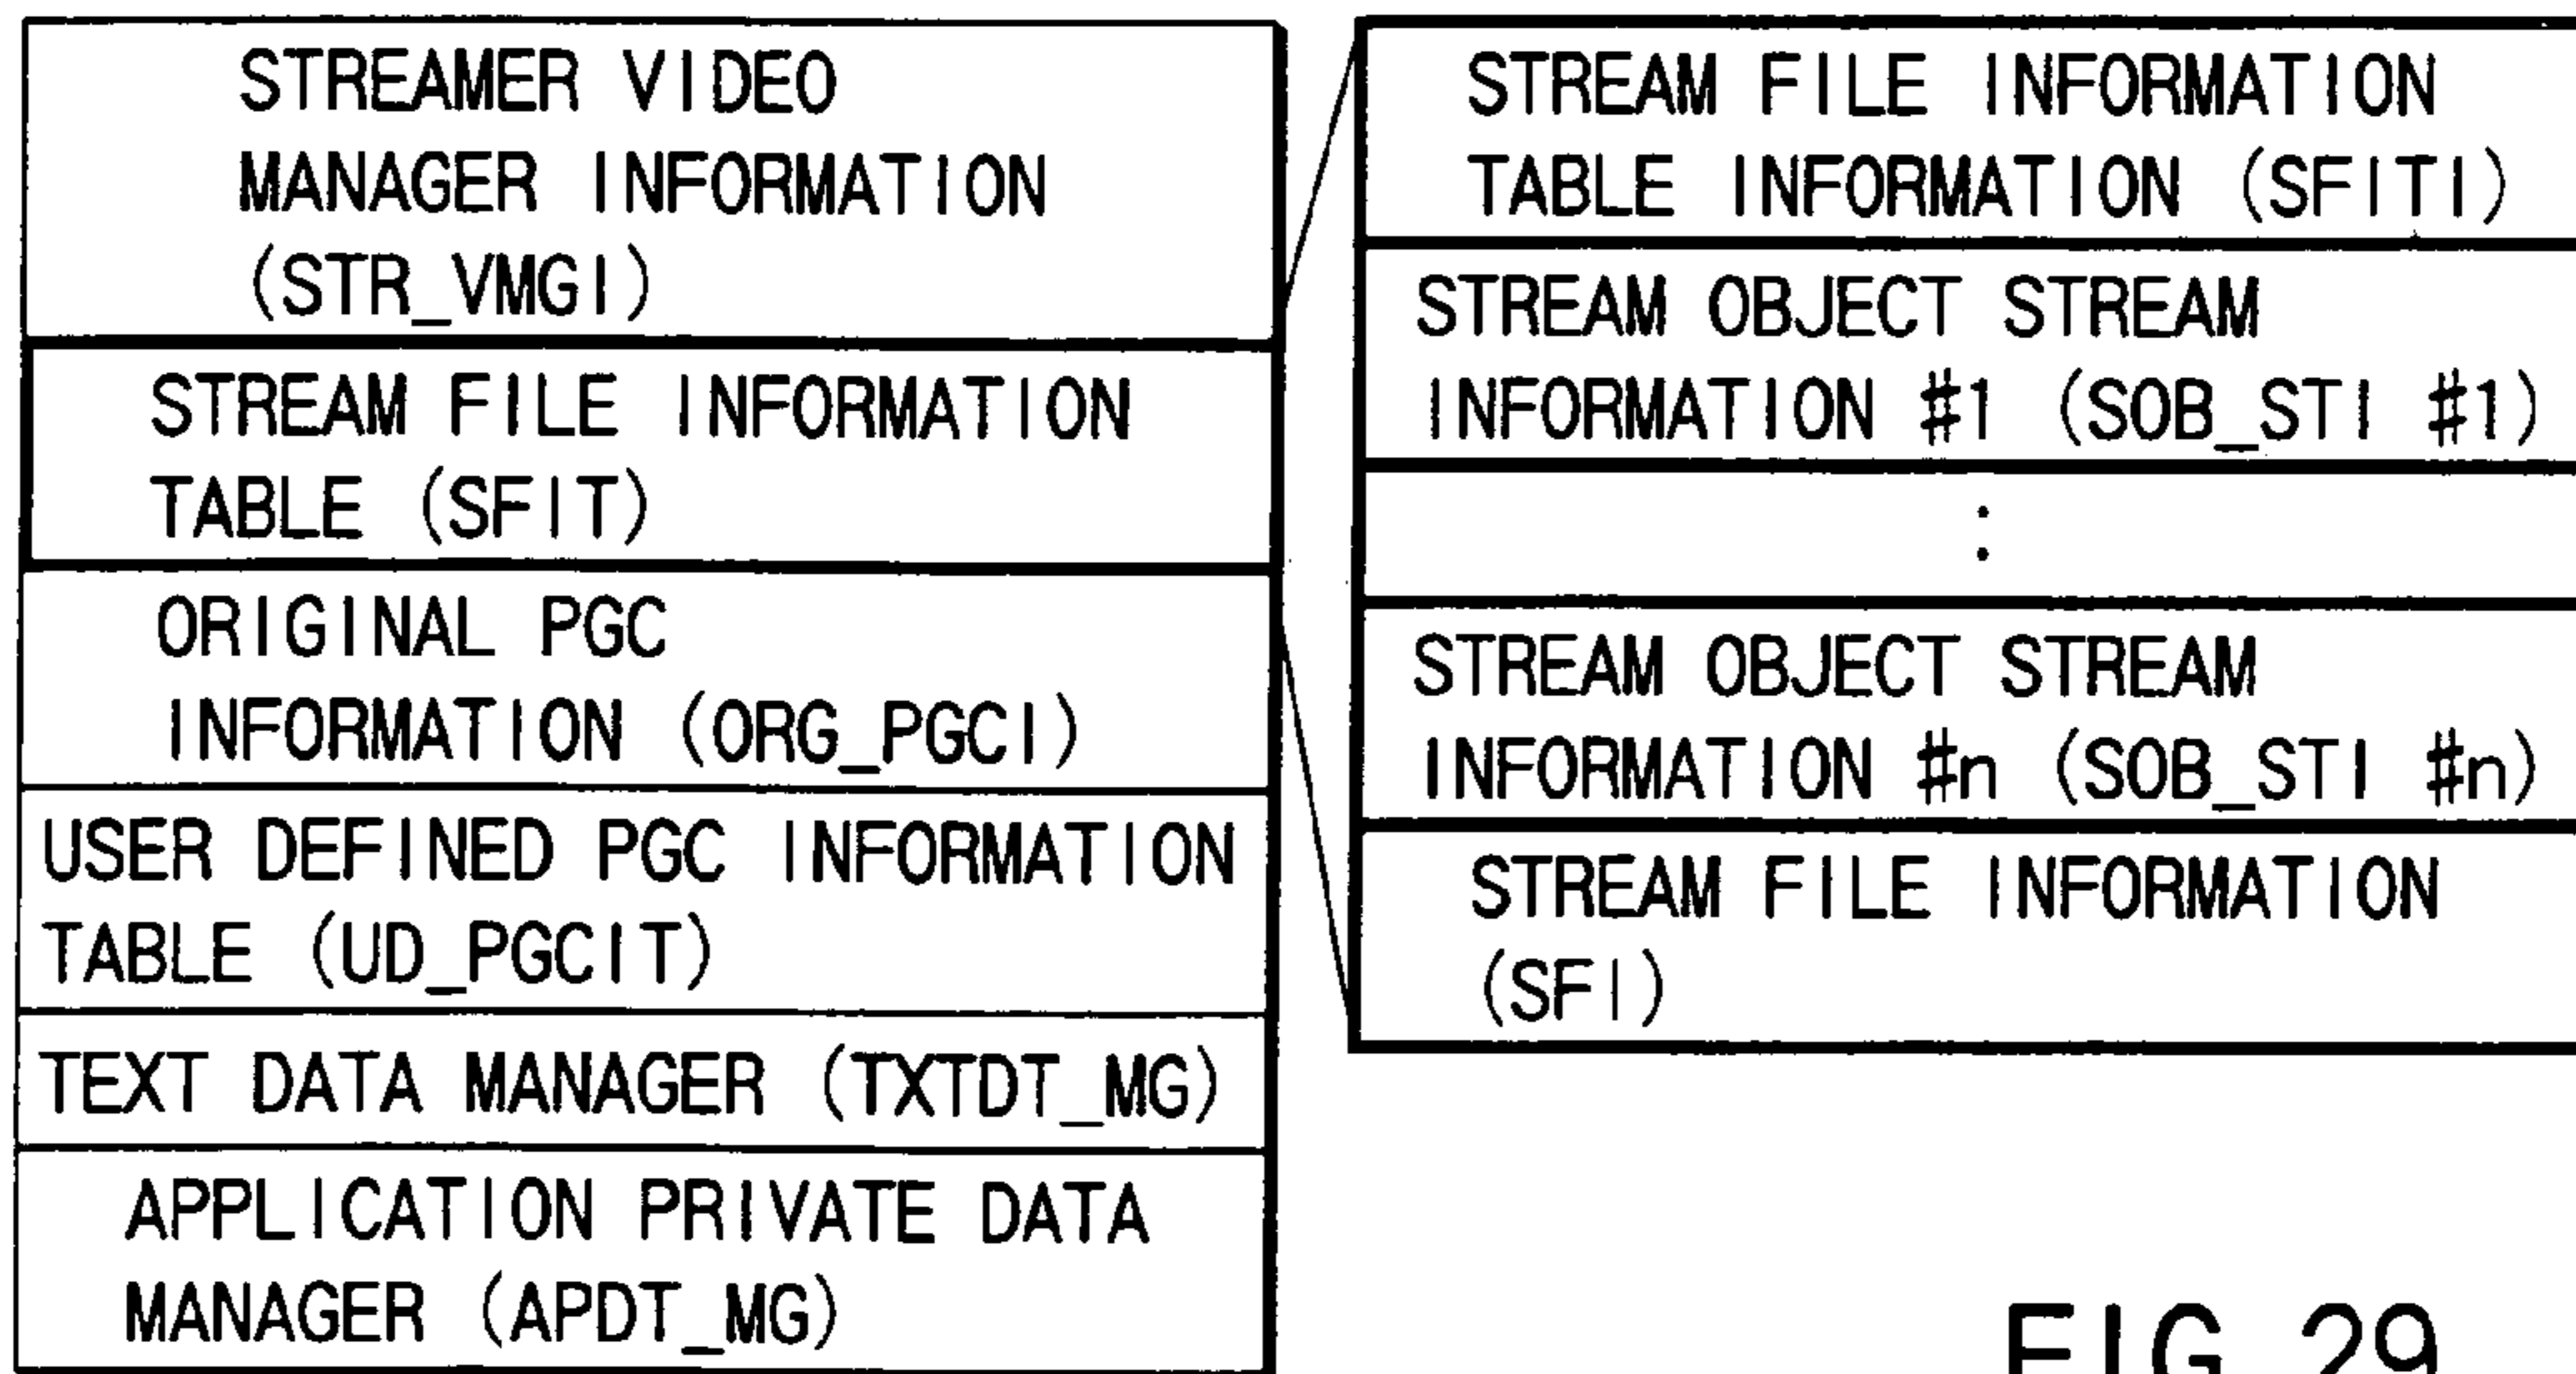 STREAMER VIDEO
MANAGER INFORMATION
(STR_VMGI)
STREAM FILE INFORMATION
TABLE (SFIT)
ORIGINAL PGC
INFORMATION (ORG_PGCI)
USER DEFINED PGC INFORMATION
TABLE (UD_PGCIT)
TEXT DATA MANAGER (TXTDT_MG)
APPLICATION PRIVATE DATA
MANAGER (APDT_MG)
STREAM FILE INFORMATION
TABLE INFORMATION (SFITI)
STREAM OBJECT STREAM
INFORMATION #1 (SOB_STI #1)
:
STREAM OBJECT STREAM
INFORMATION #n (SOB_STI #n)
STREAM FILE INFORMATION
(SFI)
FIG. 29